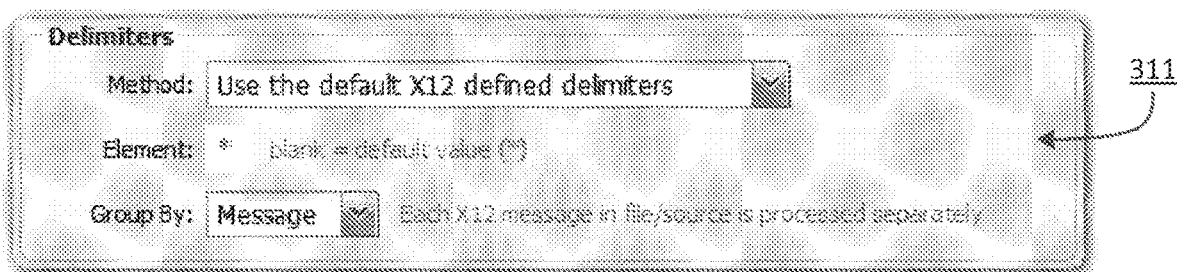 Delimiters
Method: Use the default X12 defined delimiters
311
Element: * blank = default value (*)
Group By: Message Each X12 message in file/source is processed separately